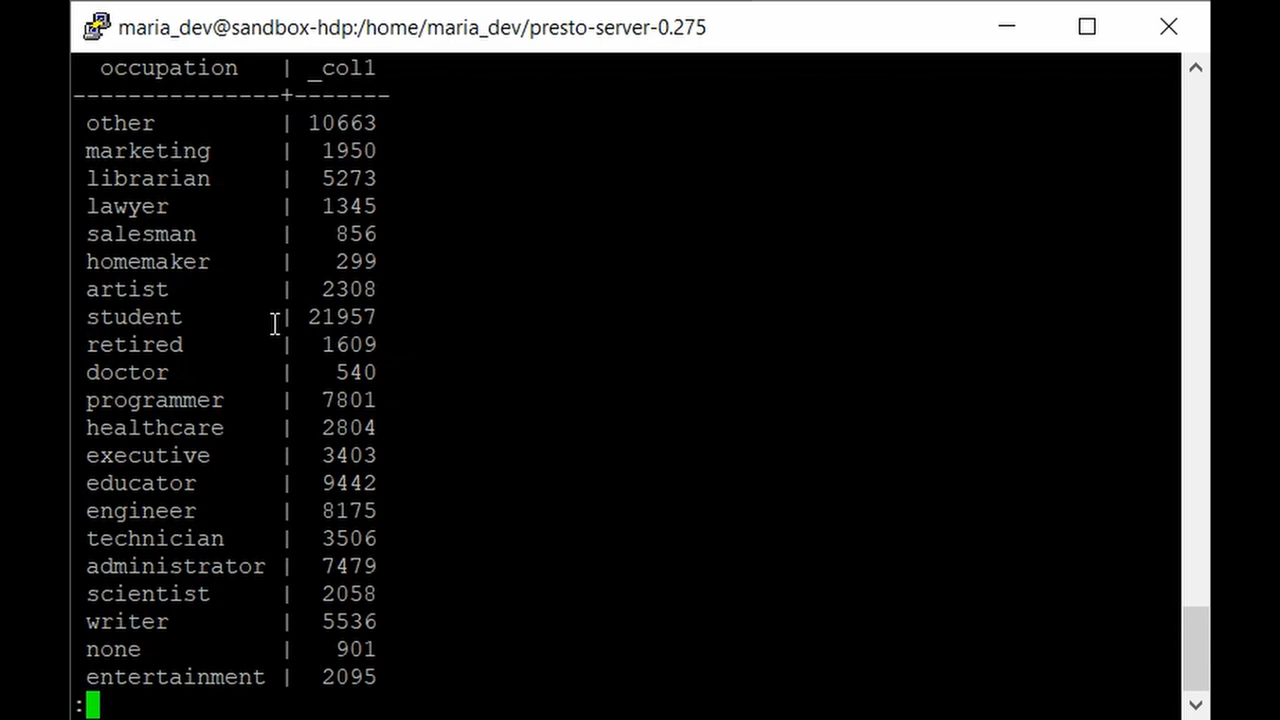 maria_dev@sandbox-hdp:/home/maria_dev/presto-server-0.275
occupation | _col1
---------------+-------
other | 10663
marketing | 1950
librarian | 5273
lawyer | 1345
salesman | 856
homemaker | 299
artist | 2308
student | 21957
retired | 1609
doctor | 540
programmer | 7801
healthcare | 2804
executive | 3403
educator | 9442
engineer | 8175
technician | 3506
administrator | 7479
scientist | 2058
writer | 5536
none | 901
entertainment | 2095
: